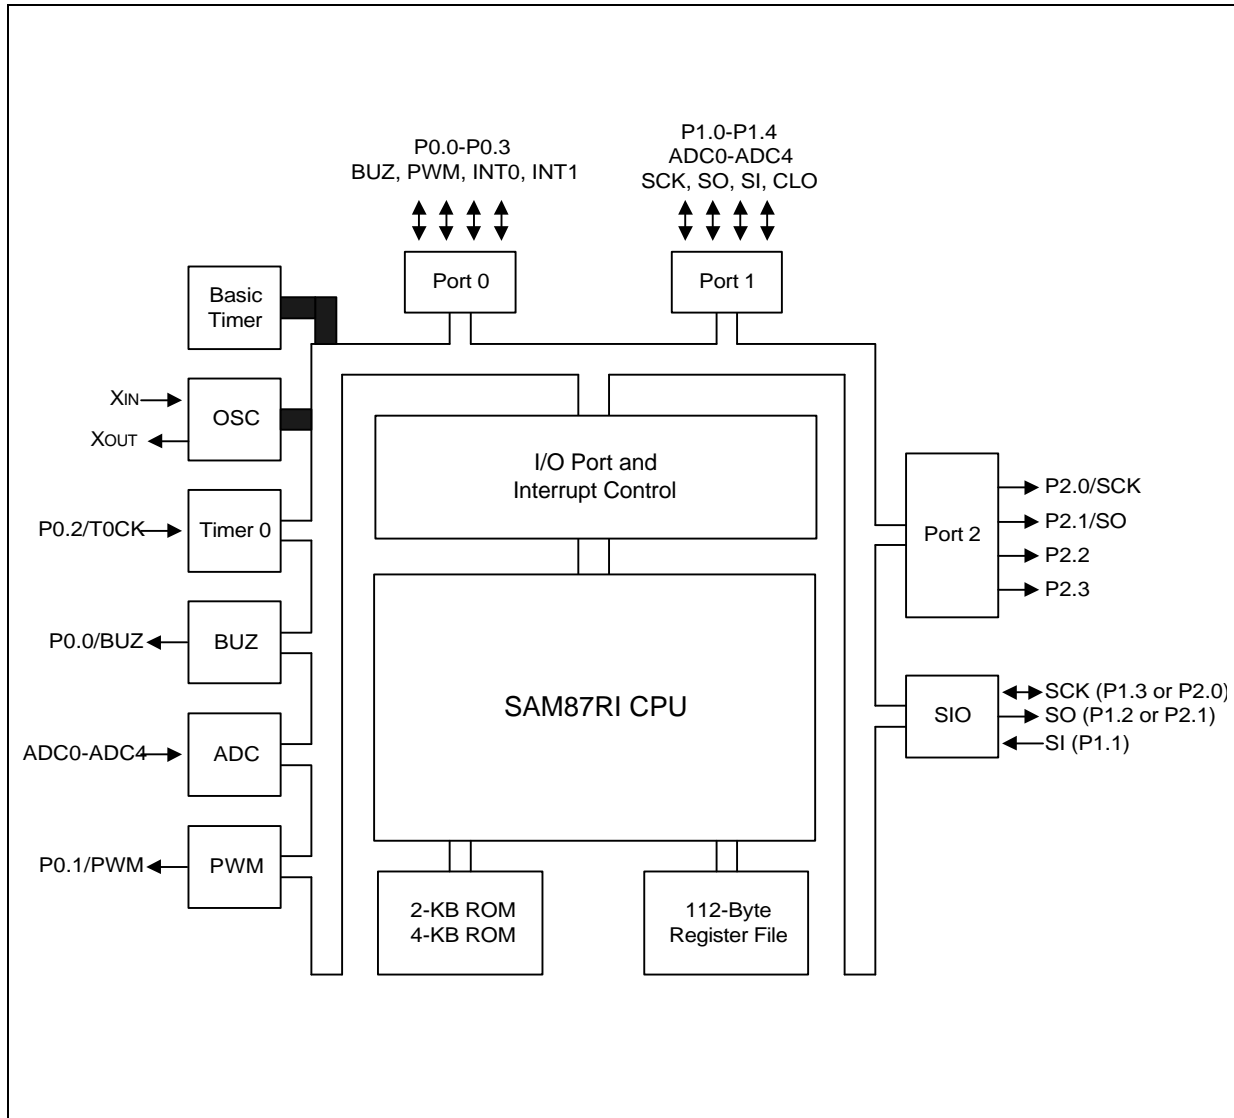 P0.0-P0.3
BUZ, PWM, INT0, INT1
P1.0-P1.4
ADC0-ADC4
SCK, SO, SI, CLO
Port 0
Port 1
Basic
Timer
XIN
XOUT
OSC
I/O Port and
Interrupt Control
P0.2/T0CK
Timer 0
Port 2
P2.0/SCK
P2.1/SO
P2.2
P2.3
P0.0/BUZ
BUZ
SAM87RI CPU
SIO
SCK (P1.3 or P2.0)
SO (P1.2 or P2.1)
SI (P1.1)
ADC0-ADC4
ADC
P0.1/PWM
PWM
2-KB ROM
4-KB ROM
112-Byte
Register File